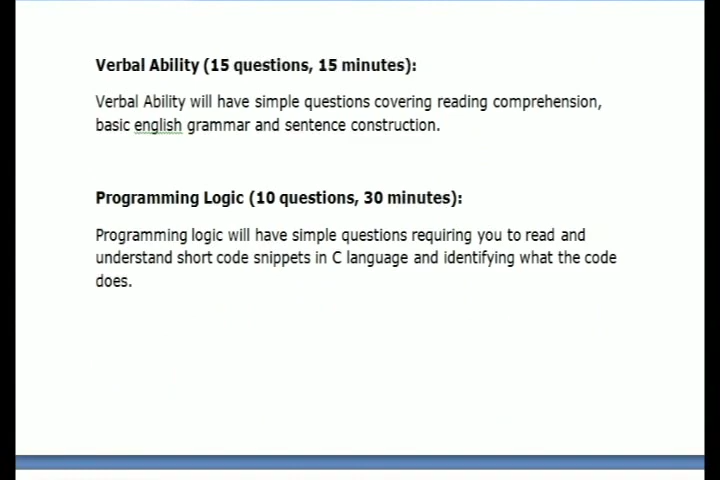 Verbal Ability (15 questions, 15 minutes):
Verbal Ability will have simple questions covering reading comprehension,
basic english grammar and sentence construction.
Programming Logic (10 questions, 30 minutes):
Programming logic will have simple questions requiring you to read and
understand short code snippets in C language and identifying what the code
does.